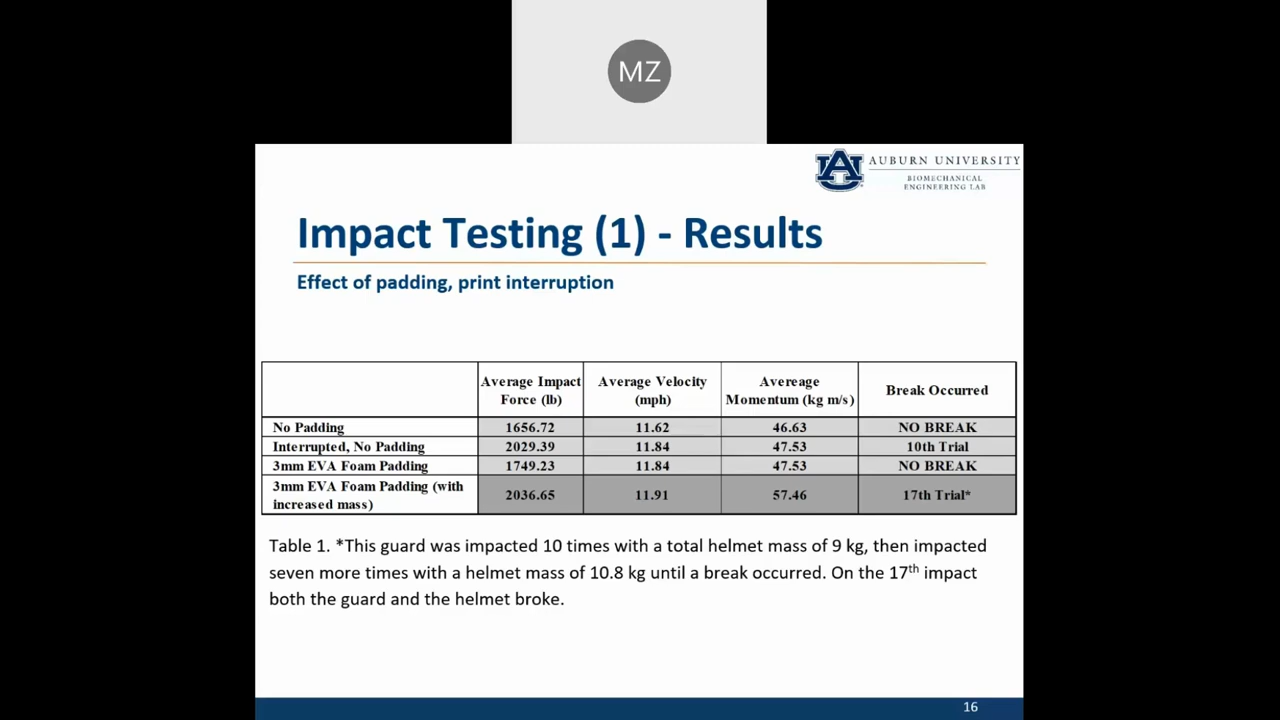 MZ
AUBURN UNIVERSITY
BIOMECHANICAL
ENGINEERING LAB
Impact Testing (1) - Results
Effect of padding, print interruption
Average Impact Force (lb) Average Velocity (mph) Avereage Momentum (kg m/s) Break Occurred
No Padding 1656.72 11.62 46.63 NO BREAK
Interrupted, No Padding 2029.39 11.84 47.53 10th Trial
3mm EVA Foam Padding 1749.23 11.84 47.53 NO BREAK
3mm EVA Foam Padding (with increased mass) 2036.65 11.91 57.46 17th Trial*
Table 1. *This guard was impacted 10 times with a total helmet mass of 9 kg, then impacted
seven more times with a helmet mass of 10.8 kg until a break occurred. On the 17th impact
both the guard and the helmet broke.
16